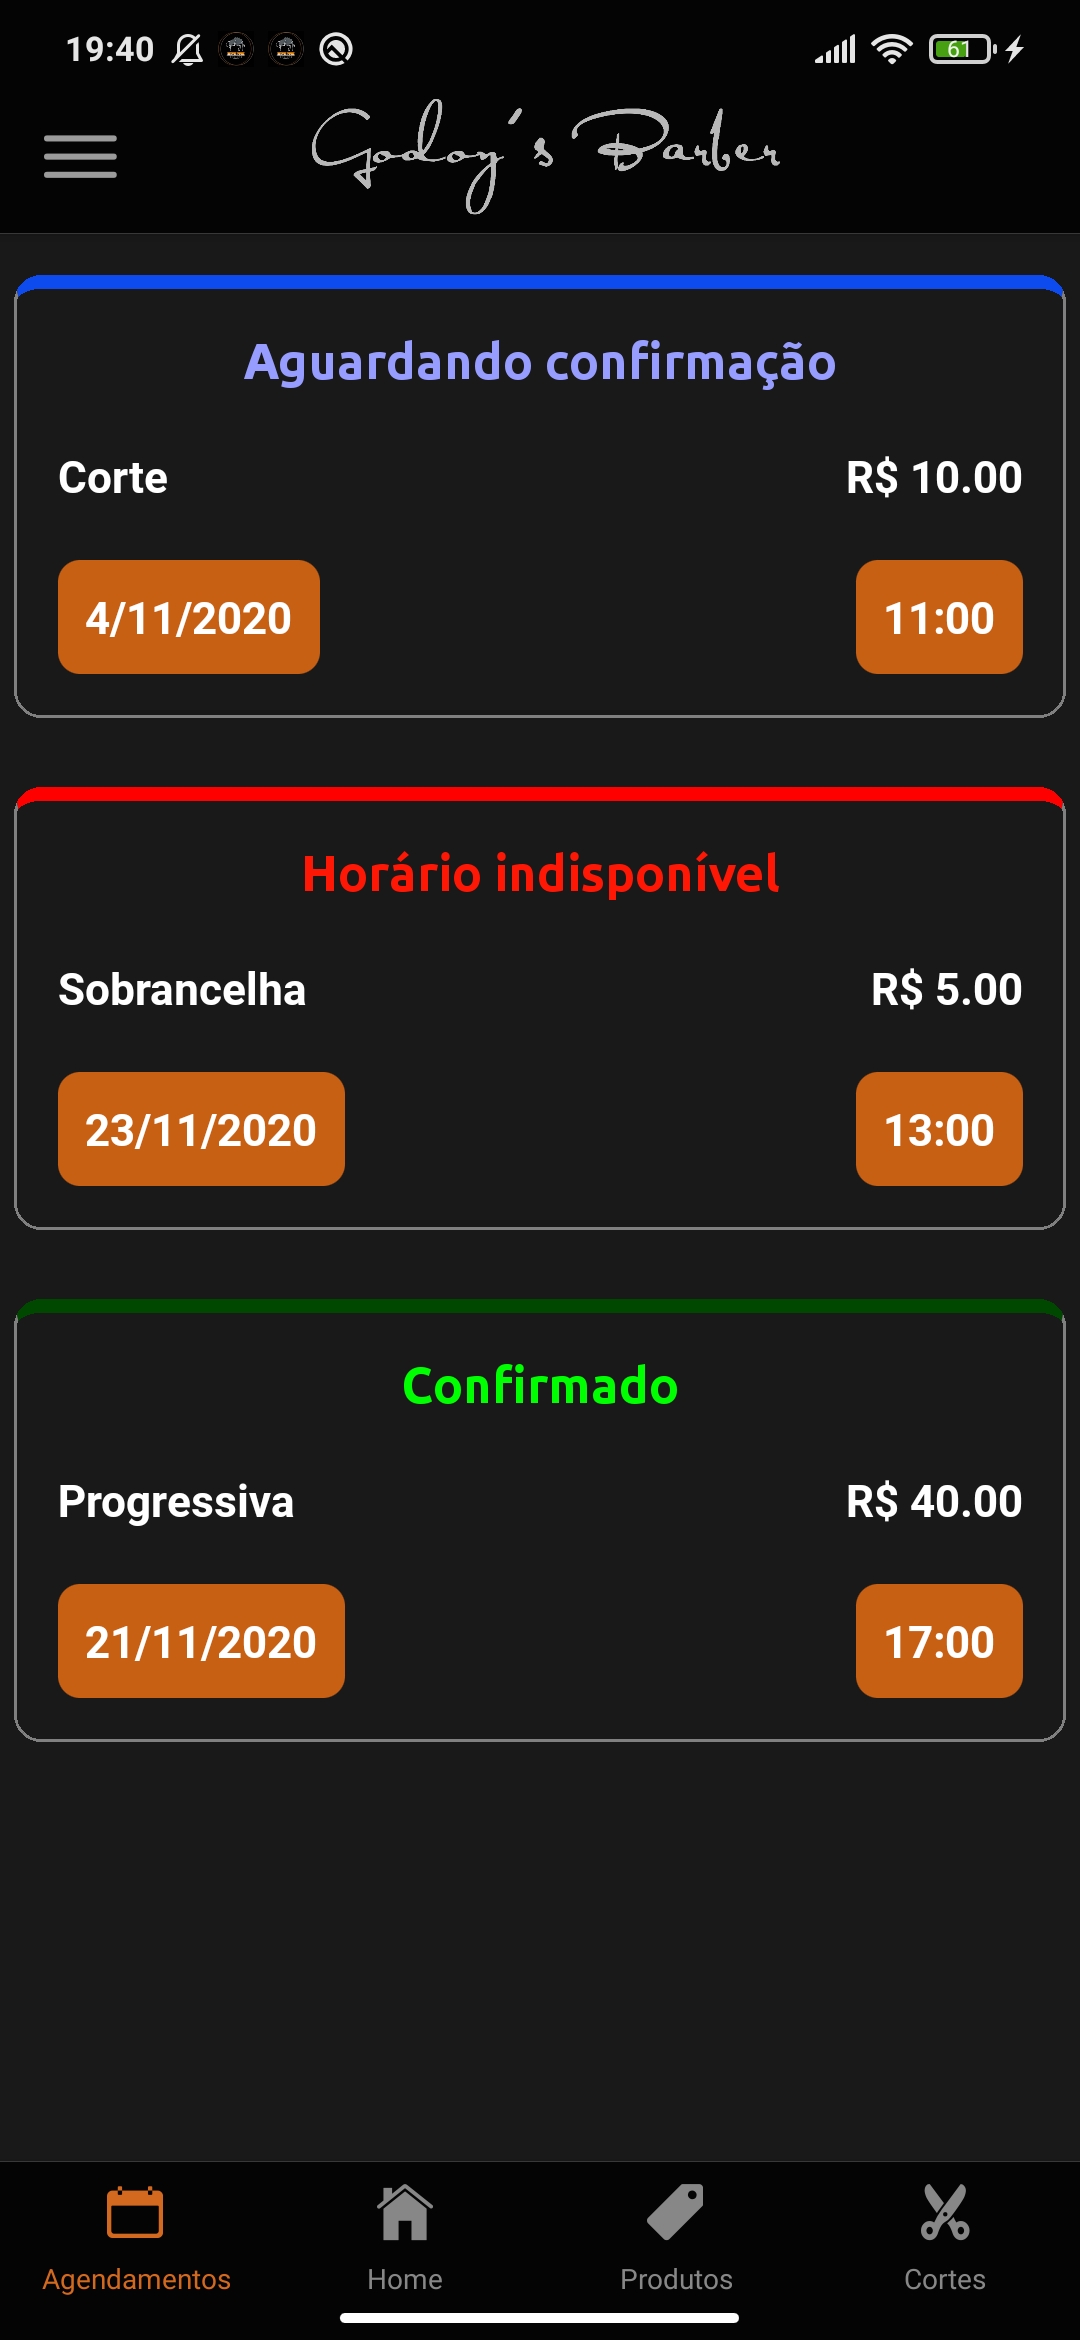 19:40
61
Godoy´s Barber
Aguardando confirmação
Corte R$ 10.00
4/11/2020 11:00
Horário indisponível
Sobrancelha R$ 5.00
23/11/2020 13:00
Confirmado
Progressiva R$ 40.00
21/11/2020 17:00
Agendamentos Home Produtos Cortes